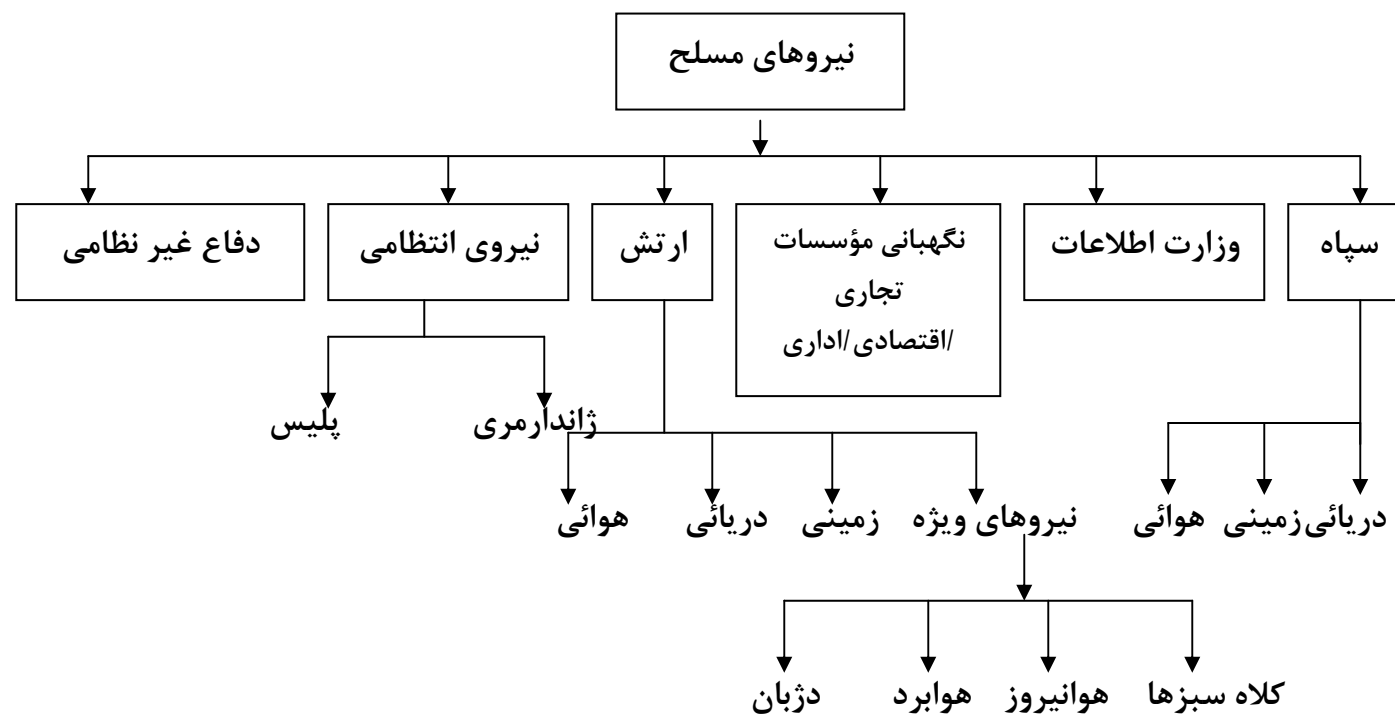 نیروهای مسلح
سپاه
وزارت اطلاعات
نگهبانی مؤسسات
تجاری
/اقتصادی/اداری
ارتش
نیروی انتظامی
دفاع غیر نظامی
ژاندارمری
پلیس
دریائی
زمینی
هوائی
نیروهای ویژه
زمینی
دریائی
هوائی
کلاه سبزها
هوانیروز
هوابرد
دژبان